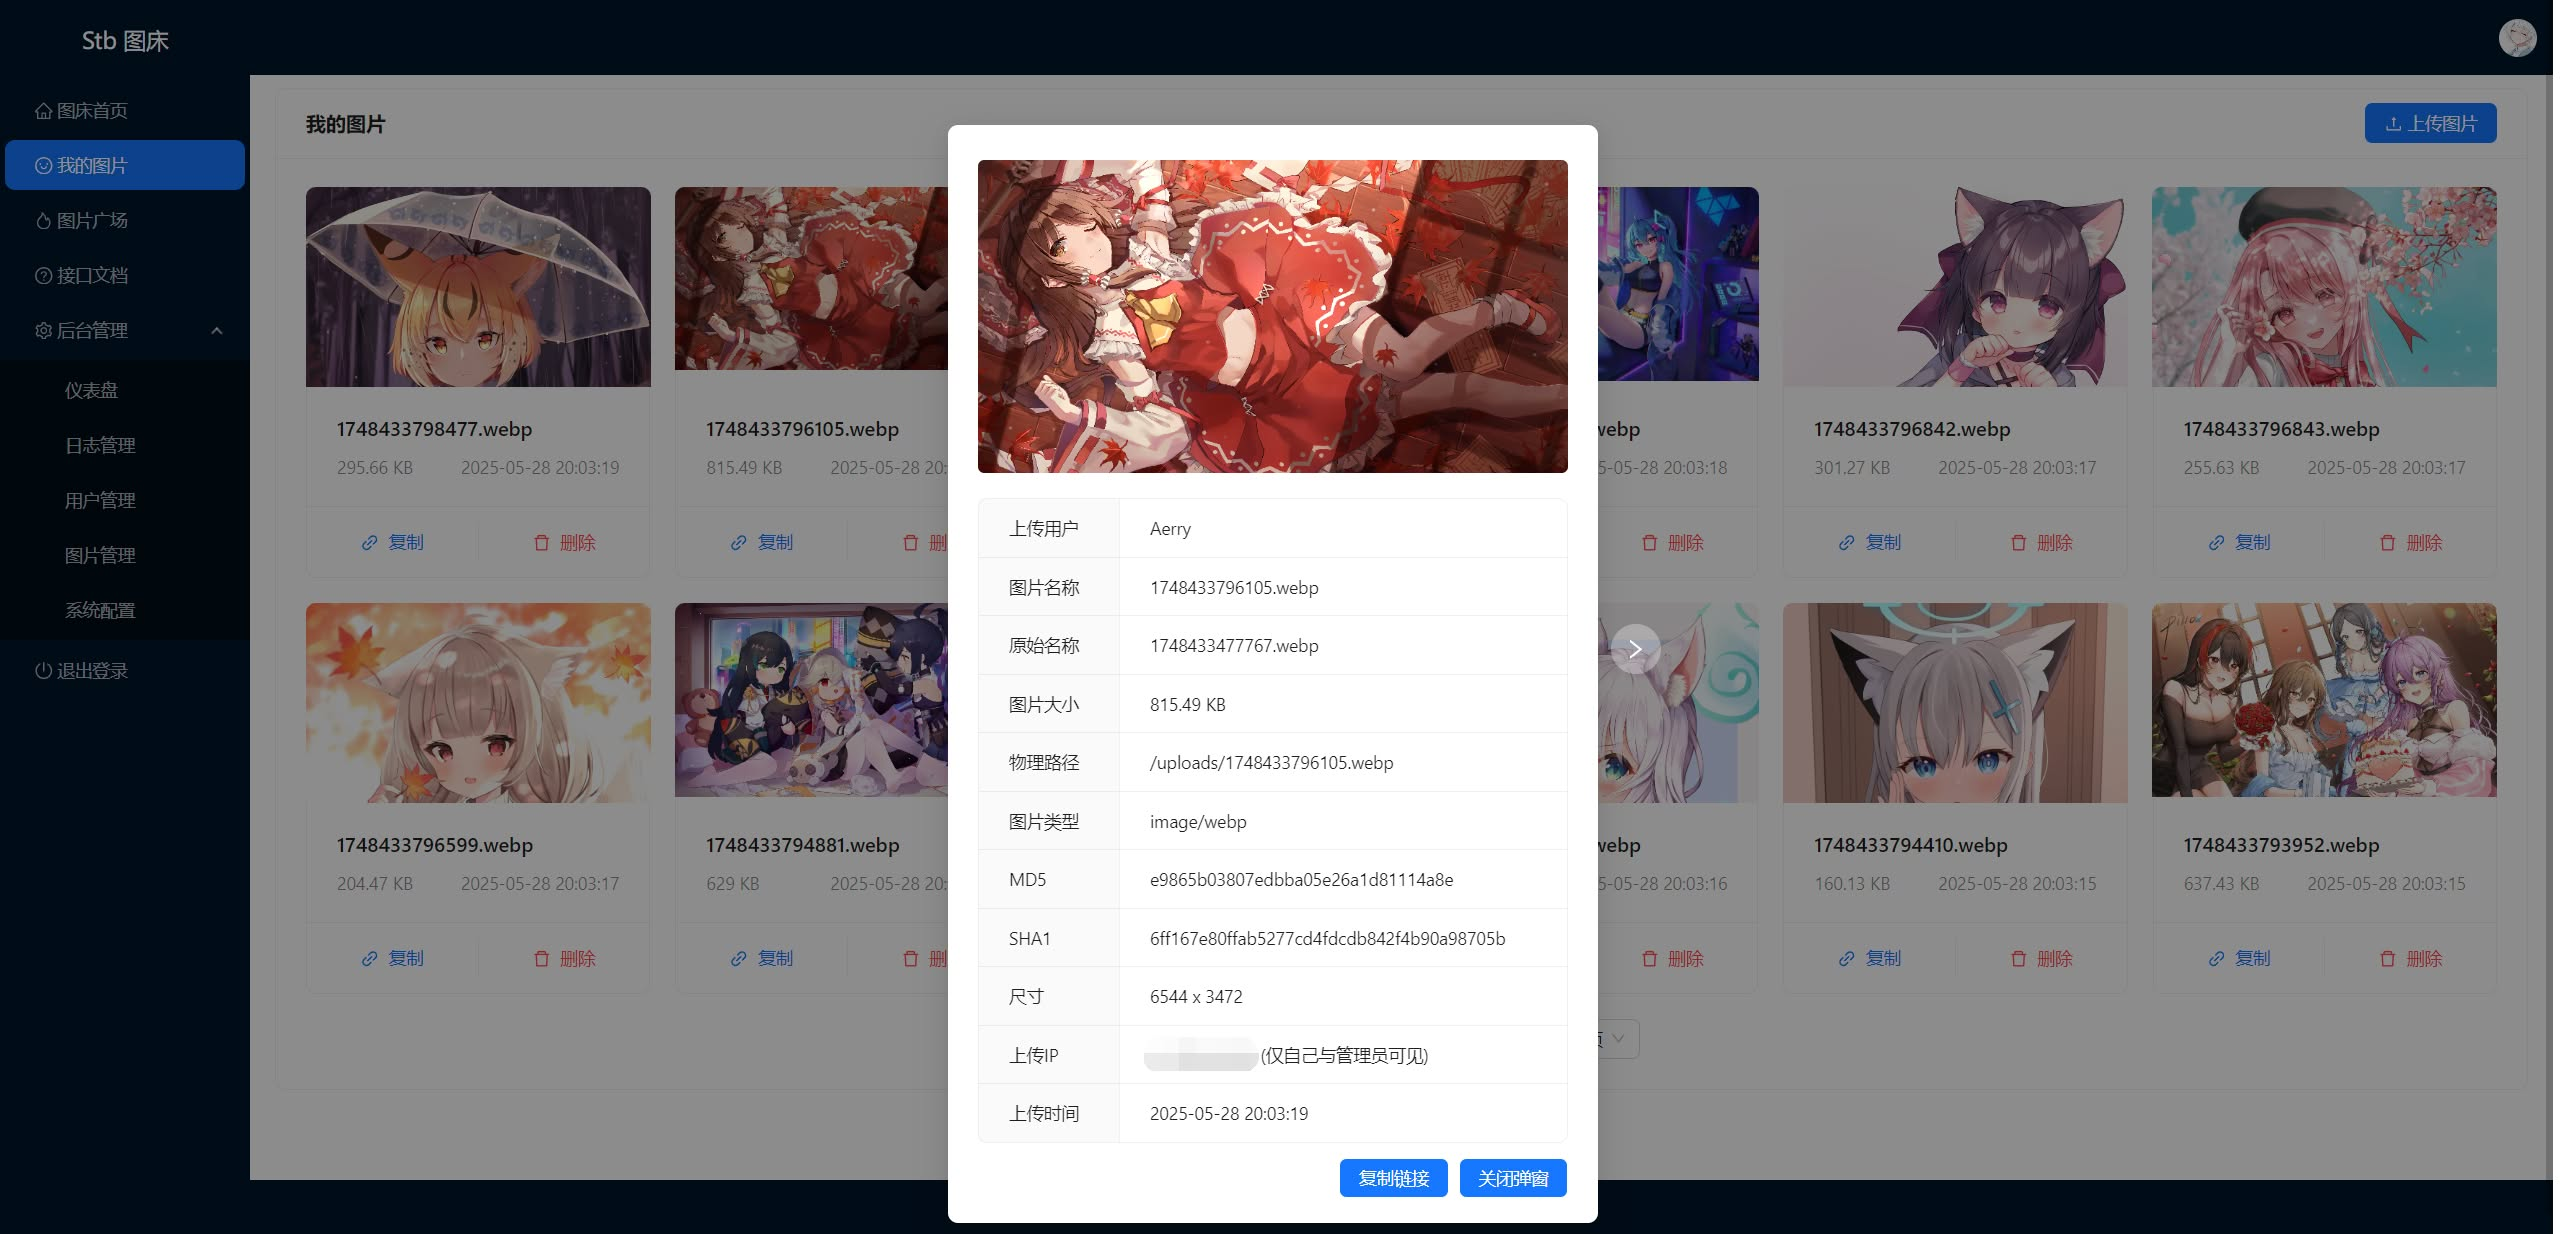 Stb 图床
图床首页
我的图片
图片广场
接口文档
后台管理
仪表盘
日志管理
用户管理
图片管理
系统配置
退出登录
我的图片
上传图片
1748433798477.webp
295.66 KB 2025-05-28 20:03:19
复制 删除
1748433796105.webp
815.49 KB 2025-05-28 20:
复制
webp
5-05-28 20:03:18
删除
1748433796842.webp
301.27 KB 2025-05-28 20:03:17
复制 删除
1748433796843.webp
255.63 KB 2025-05-28 20:03:17
复制 删除
1748433796599.webp
204.47 KB 2025-05-28 20:03:17
复制 删除
1748433794881.webp
629 KB 2025-05-28 20:
复制
webp
5-05-28 20:03:16
删除
1748433794410.webp
160.13 KB 2025-05-28 20:03:15
复制 删除
1748433793952.webp
637.43 KB 2025-05-28 20:03:15
复制 删除
上传用户 Aerry
图片名称 1748433796105.webp
原始名称 1748433477767.webp
图片大小 815.49 KB
物理路径 /uploads/1748433796105.webp
图片类型 image/webp
MD5 e9865b03807edbba05e26a1d81114a8e
SHA1 6ff167e80ffab5277cd4fdcdb842f4b90a98705b
尺寸 6544 x 3472
上传IP (仅自己与管理员可见)
上传时间 2025-05-28 20:03:19
复制链接 关闭弹窗